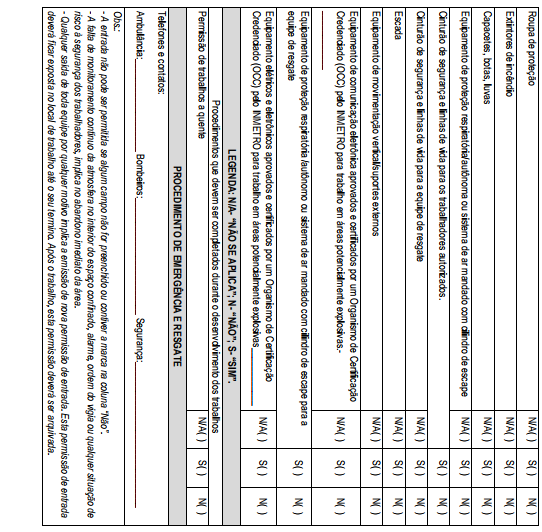 Roupa de proteção N/A( ) S( ) N( )
Extintores de incêndio N/A( ) S( ) N( )
Capacetes, botas, luvas N/A( ) S( ) N( )
Equipamento de proteção respiratória/autônomo ou sistema de ar mandado com cilindro de escape N/A( ) S( ) N( )
Cinturão de segurança e linhas de vida para os trabalhadores autorizados. N/A( ) S( ) N( )
Cinturão de segurança e linhas de vida para a equipe de resgate N/A( ) S( ) N( )
Escada N/A( ) S( ) N( )
Equipamento de movimentação vertical/suportes externos N/A( ) S( ) N( )
Equipamento de comunicação eletrônica aprovados e certificados por um Organismo de Certificação
Credenciado (OCC) pelo INMETRO para trabalho em áreas potencialmente explosivas.- N/A( ) S( ) N( )
Equipamento de proteção respiratória/autônomo ou sistema de ar mandado com cilindro de escape para a
equipe de resgate S( ) N( )
Equipamento elétricos e eletrônicos aprovados e certificados por um Organismo de Certificação
Credenciado (OCC) pelo INMETRO para trabalho em áreas potencialmente explosivas N/A( ) S( ) N( )
LEGENDA: N/A- “NÃO SE APLICA”; N- “NÃO”; S- “SIM”.
Procedimentos que devem ser completados durante o desenvolvimento dos trabalhos
Permissão de trabalhos a quente N/A( ) S( ) N( )
PROCEDIMENTO DE EMERGÊNCIA E RESGATE
Telefones e contatos:
Ambulância:__________ Bombeiros:__________ Segurança:__________
Obs.:
- A entrada não pode ser permitida se algum campo não for preenchido ou contiver a marca na coluna “Não”.
- A falta de monitoramento contínuo da atmosfera no interior do espaço confinado, alarme, ordem do vigia ou qualquer situação de
risco à segurança dos trabalhadores, implica no abandono imediato da área.
- Qualquer saída de toda equipe por qualquer motivo implica a emissão de nova permissão de entrada. Esta permissão de entrada
deverá ficar exposta no local de trabalho até o seu termino. Após o trabalho, esta permissão deverá ser arquivada.